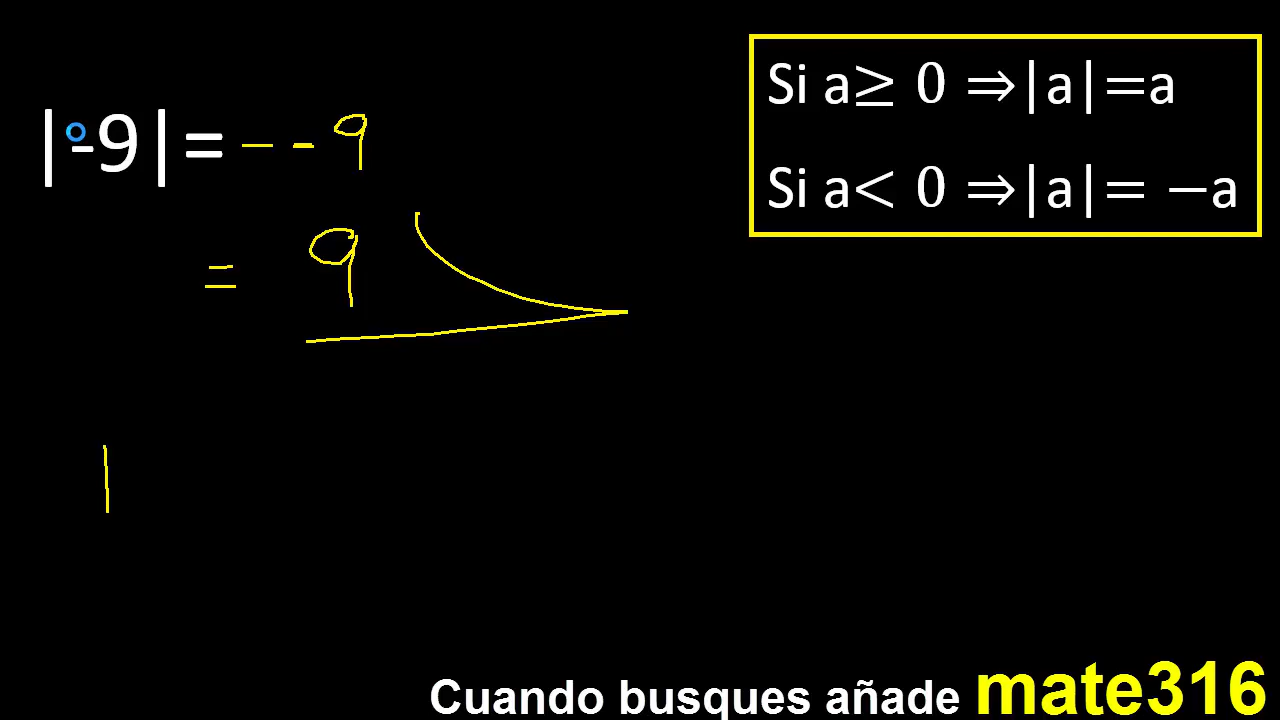 |-9|= - - 9
= 9
|
Si a≥ 0 ⇒|a|=a
Si a< 0 ⇒|a|= −a
Cuando busques añade mate316